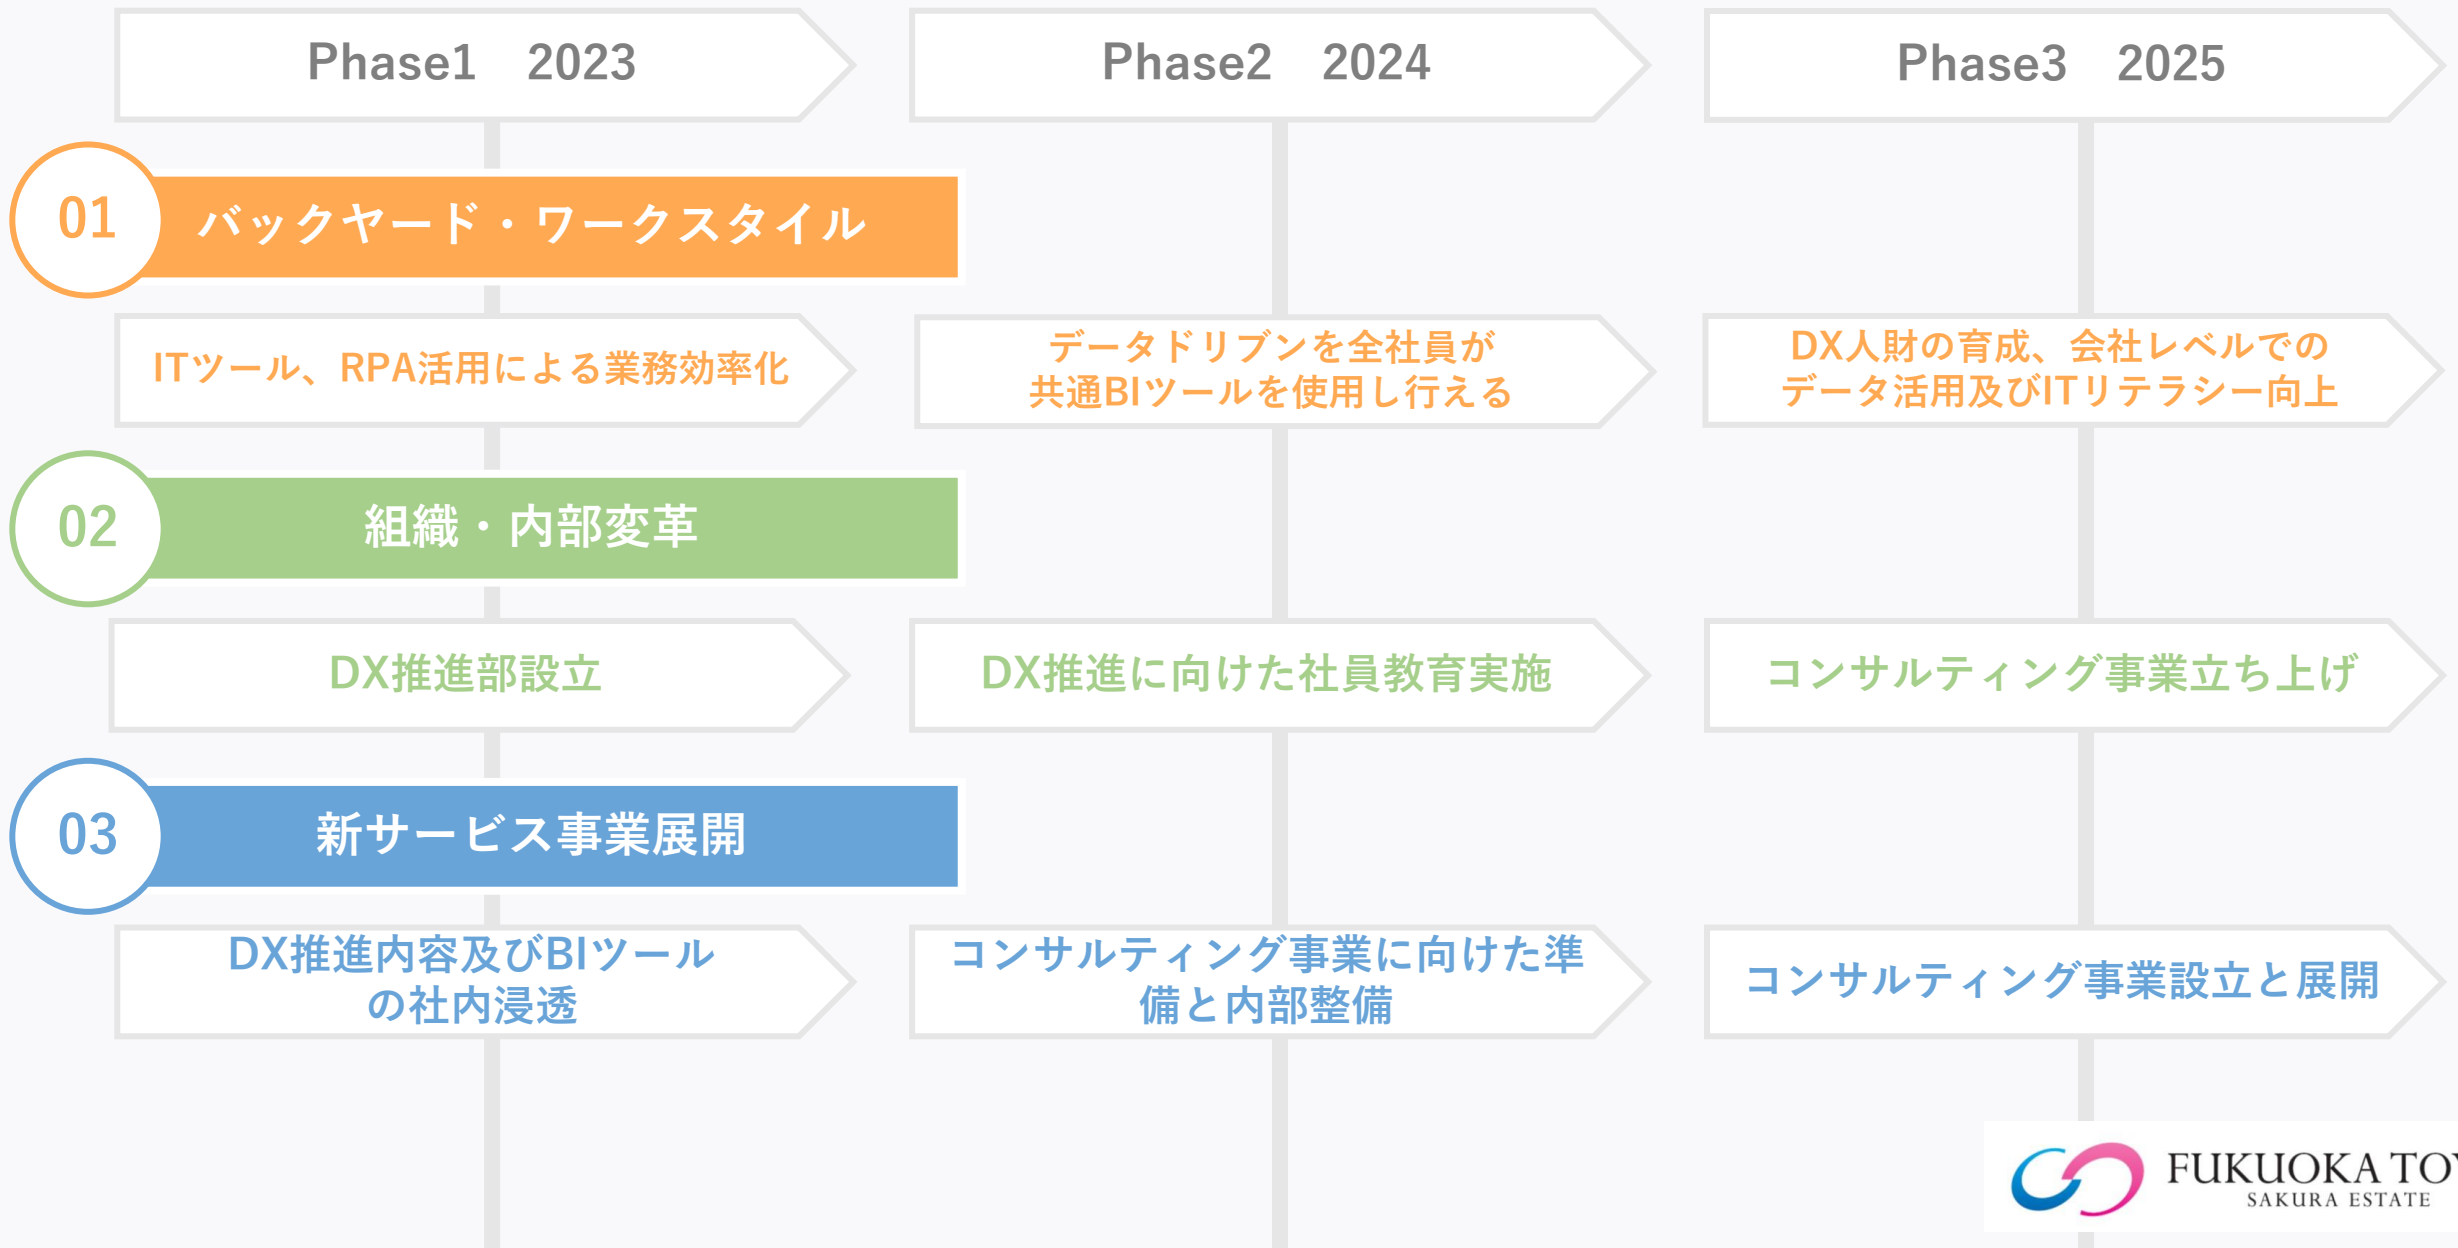 Phase1 2023
Phase2 2024
Phase3 2025
01
バックヤード・ワークスタイル
ITツール、RPA活用による業務効率化
データドリブンを全社員が
共通BIツールを使用し行える
DX人財の育成、会社レベルでの
データ活用及びITリテラシー向上
02
組織・内部変革
DX推進部設立
DX推進に向けた社員教育実施
コンサルティング事業立ち上げ
03
新サービス事業展開
DX推進内容及びBIツール
の社内浸透
コンサルティング事業に向けた準
備と内部整備
コンサルティング事業設立と展開
FUKUOKA
SAKURA ESTATE